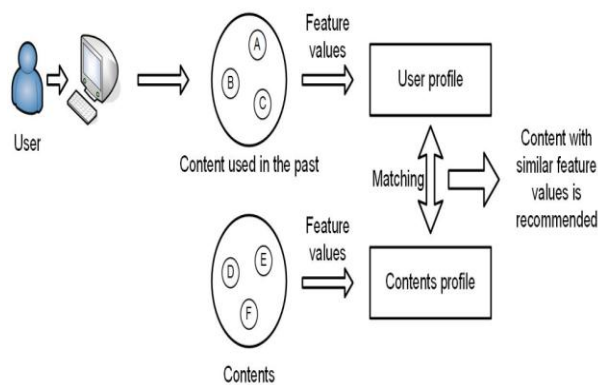 User
A
B
C
Content used in the past
Feature
values
User profile
Matching
Content with
similar feature
values is
recommended
D
E
F
Contents
Feature
values
Contents profile